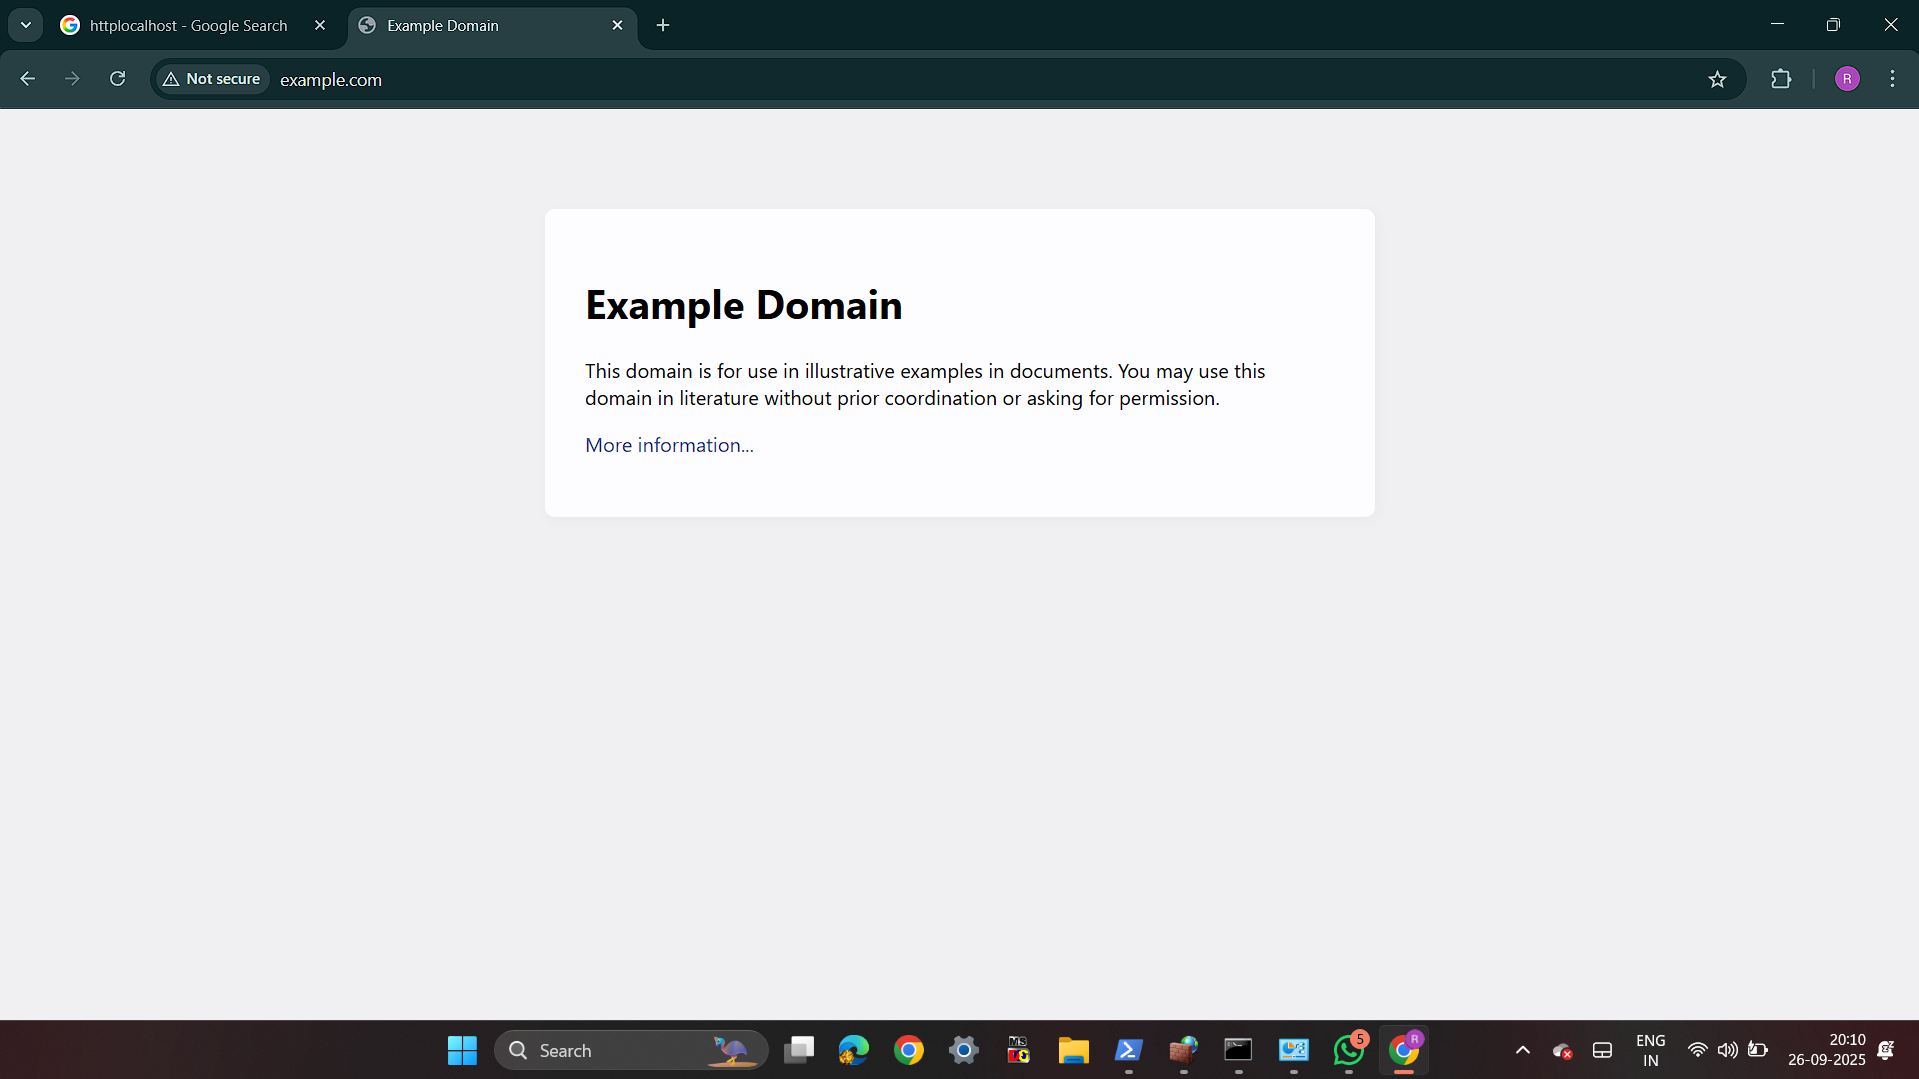 httplocalhost - Google Search
Example Domain
Not secure
example.com
R
Example Domain
This domain is for use in illustrative examples in documents. You may use this
domain in literature without prior coordination or asking for permission.
More information...
Search
5
R
ENG
IN
20:10
26-09-2025